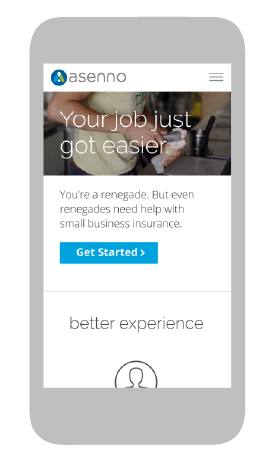 asenno
Your job just
got easier
You're a renegade. But even
renegades need help with
small business insurance.
Get Started
better experience